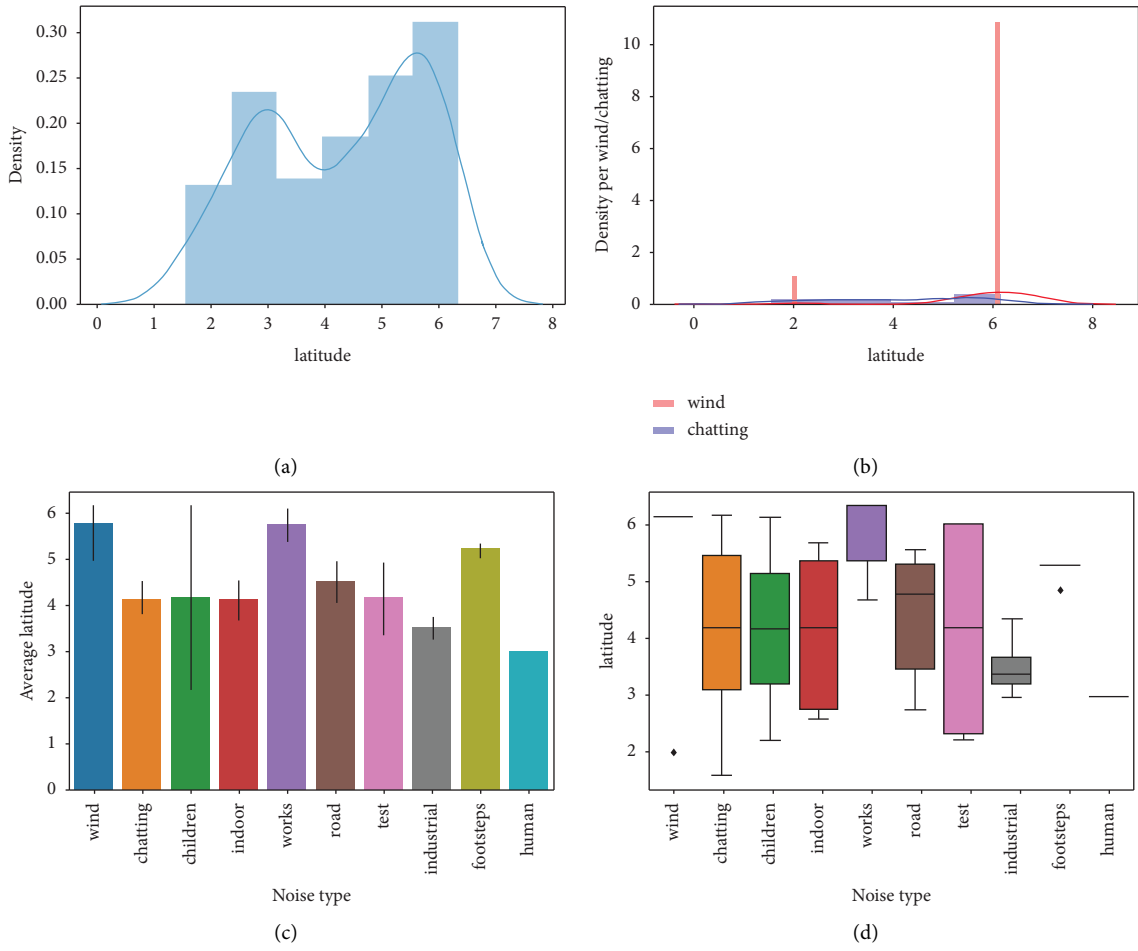 0.30
0.25
0.20
0.15
0.10
0.05
0.00
Density
0 1 2 3 4 5 6 7 8
latitude
(a)
10
8
6
4
2
0
Density per wind/chatting
0 2 4 6 8
latitude
wind
chatting
(b)
6
5
4
3
2
1
0
Average latitude
wind
chatting
children
indoor
works
road
test
industrial
footsteps
human
Noise type
(c)
6
5
4
3
2
latitude
wind
chatting
children
indoor
works
road
test
industrial
footsteps
human
Noise type
(d)